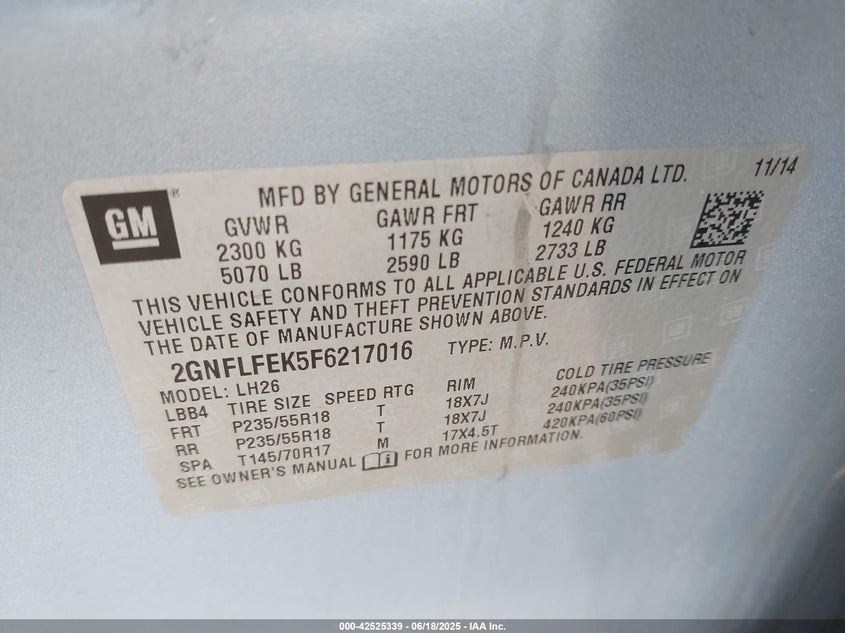 GM ®
MFD BY GENERAL MOTORS OF CANADA LTD. 11/14
GVWR GAWR FRT GAWR RR
2300 KG 1175 KG 1240 KG
5070 LB 2590 LB 2733 LB
THIS VEHICLE CONFORMS TO ALL APPLICABLE U.S. FEDERAL MOTOR
VEHICLE SAFETY AND THEFT PREVENTION STANDARDS IN EFFECT ON
THE DATE OF MANUFACTURE SHOWN ABOVE.
2GNFLFEK5F6217016 TYPE: M.P.V.
MODEL: LH26
LBB4 TIRE SIZE SPEED RTG RIM COLD TIRE PRESSURE
FRT P235/55R18 T 18X7J 240KPA(35PSI)
RR P235/55R18 T 18X7J 240KPA(35PSI)
SPA T145/70R17 M 17X4.5T 420KPA(60PSI)
SEE OWNER'S MANUAL FOR MORE INFORMATION.
000-42525339 - 06/18/2025 - IAA Inc.